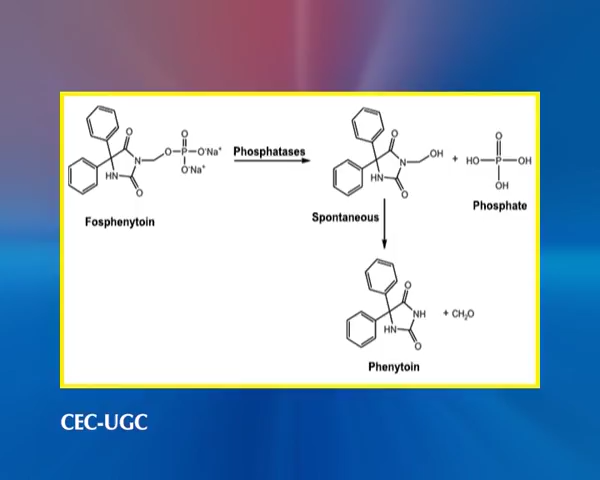 O
O
O
P
O⁻Na⁺
N
O⁻Na⁺
HN
O
Fosphenytoin
Phosphatases
O
N
OH
HN
O
+
O
HO
P
OH
OH
Phosphate
Spontaneous
O
NH
HN
O
+ CH₂O
Phenytoin
CEC-UGC